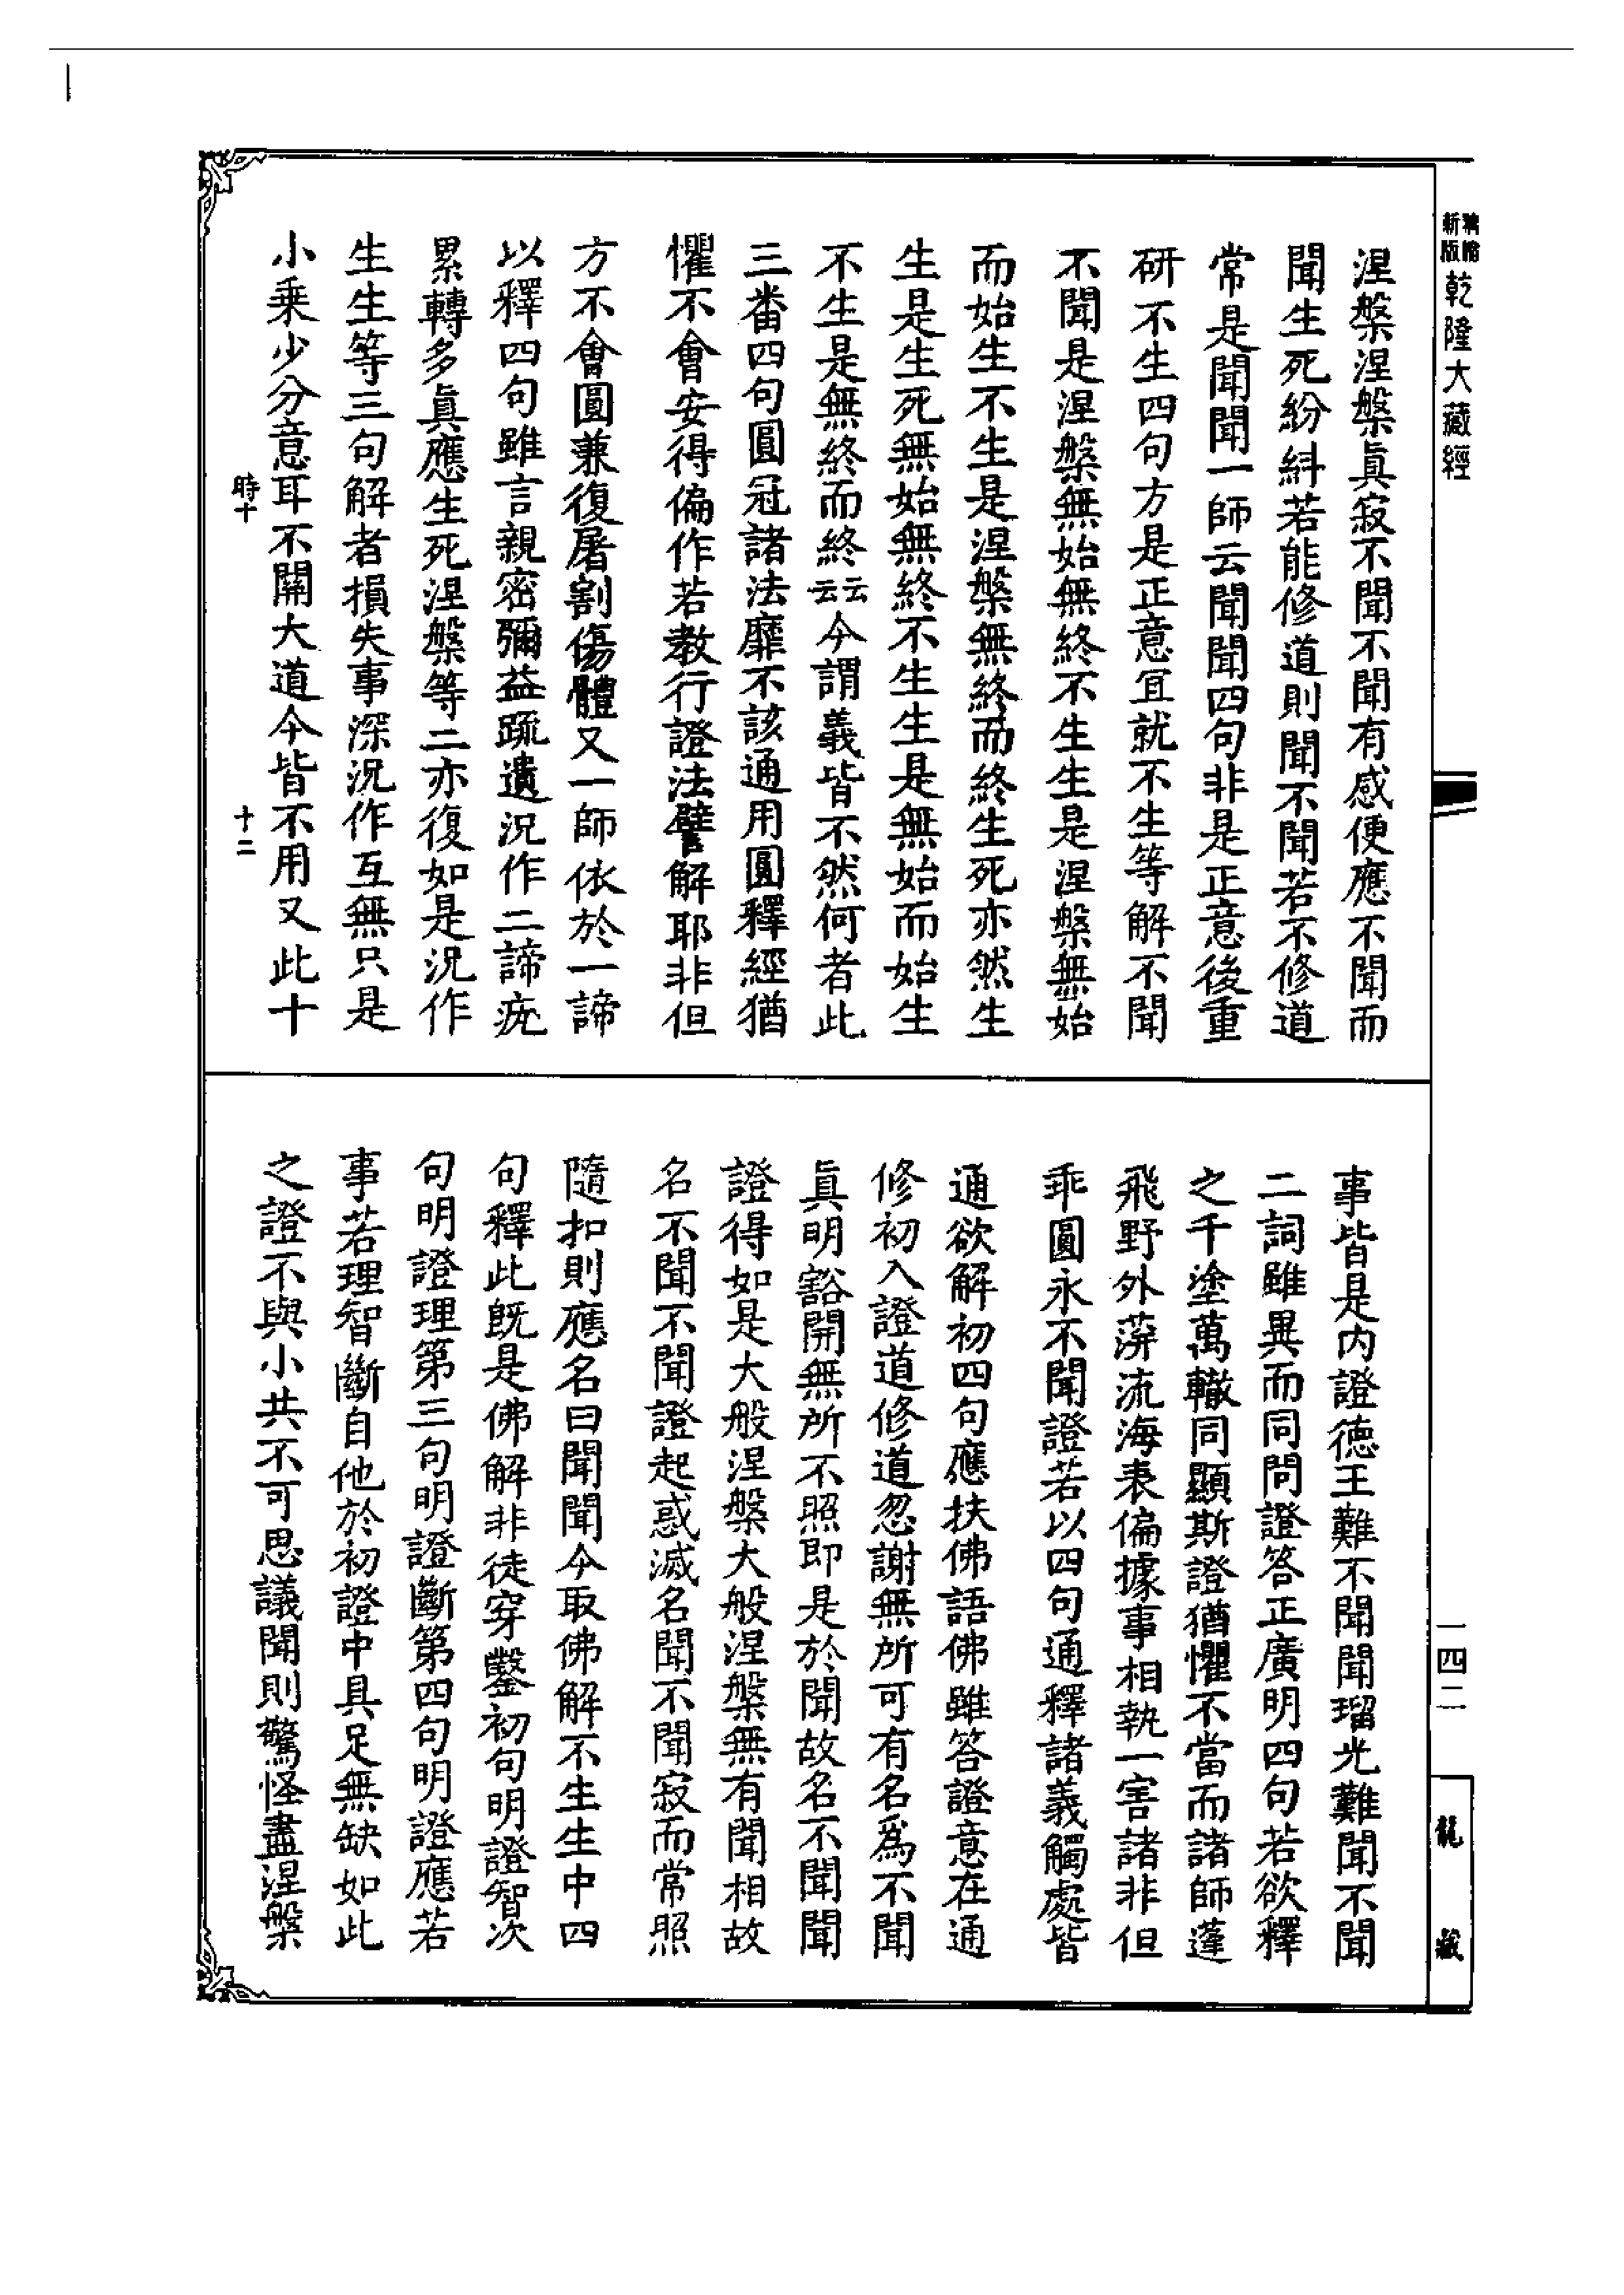 新版精縮乾隆大藏經
涅槃涅槃眞寂不聞不聞有感便應不聞而
聞生死紛糾若能修道則聞不聞若不修道
常是聞聞一師云聞聞四句非是正意後重
研不生四句方是正意宜就不生等解不聞
不聞是涅槃無始無終不生生是涅槃無始
而始生不生是涅槃無終而終生死亦然生
生是生死無始無終不生生是無始而始生
不生是無終而終云云今謂義皆不然何者此
三番四句圓冠諸法靡不該通用圓釋經猶
懼不會安得偏作若教行證法譬解耶非但
方不會圓兼復屠割傷體又一師依於一諦
以釋四句雖言親密彌益疏遺況作二諦疣
累轉多眞應生死涅槃等二亦復如是況作
生生等三句解者損失事深況作互無只是
小乘少分意耳不關大道今皆不用又此十
時十 十二
事皆是内證徳王難不聞聞瑠光難聞不聞
二詞雖異而同問證答正廣明四句若欲釋
之千塗萬轍同顯斯證猶懼不當而諸師蓬
飛野外蓱流海表偏據事相執一害諸非但
乖圓永不聞證若以四句通釋諸義觸處皆
通欲解初四句應扶佛語佛雖答證意在通
修初入證道修道忽謝無所可有名爲不聞
眞明豁開無所不照即是於聞故名不聞聞
證得如是大般涅槃大般涅槃無有聞相故
名不聞不聞證起惑滅名聞不聞寂而常照
隨扣則應名曰聞聞今取佛解不生生中四
句釋此既是佛解非徒穿鑿初句明證智次
句明證理第三句明證斷第四句明證應若
事若理智斷自他於初證中具足無缺如此
之證不與小共不可思議聞則驚怪盡涅槃
一四二
龍藏